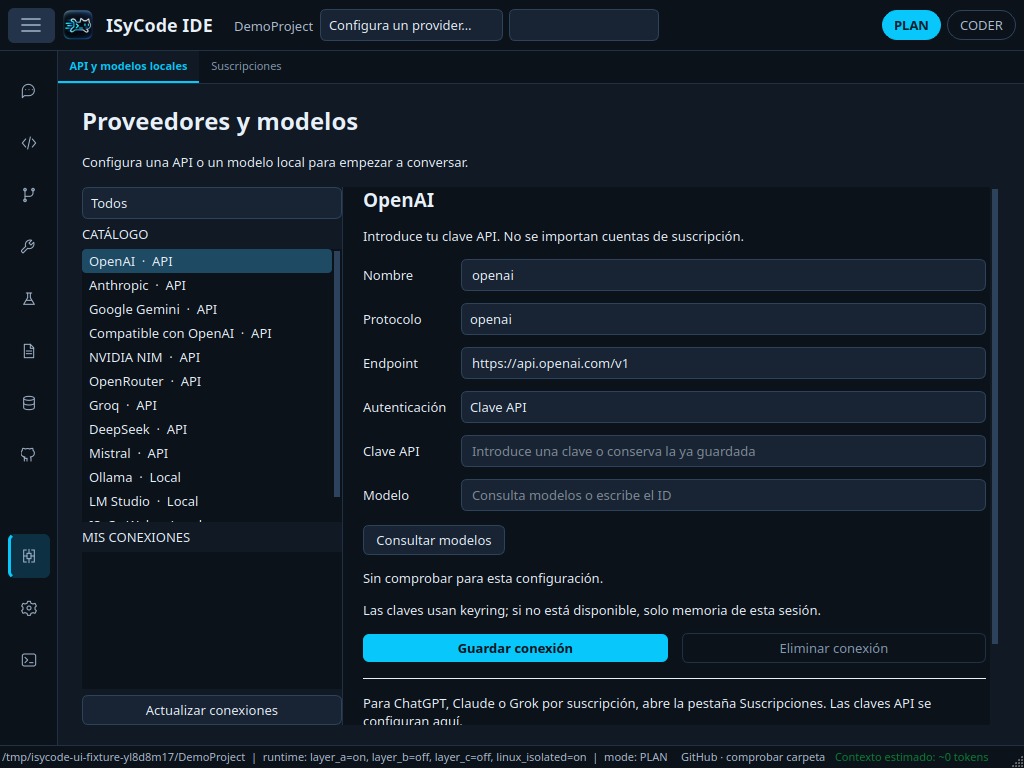 ISyCode IDE
DemoProject
Configura un provider...
PLAN
CODER
API y modelos locales
Suscripciones
Proveedores y modelos
Configura una API o un modelo local para empezar a conversar.
Todos
CATÁLOGO
OpenAI · API
Anthropic · API
Google Gemini · API
Compatible con OpenAI · API
NVIDIA NIM · API
OpenRouter · API
Groq · API
DeepSeek · API
Mistral · API
Ollama · Local
LM Studio · Local
MIS CONEXIONES
Actualizar conexiones
OpenAI
Introduce tu clave API. No se importan cuentas de suscripción.
Nombre openai
Protocolo openai
Endpoint https://api.openai.com/v1
Autenticación Clave API
Clave API Introduce una clave o conserva la ya guardada
Modelo Consulta modelos o escribe el ID
Consultar modelos
Sin comprobar para esta configuración.
Las claves usan keyring; si no está disponible, solo memoria de esta sesión.
Guardar conexión
Eliminar conexión
Para ChatGPT, Claude o Grok por suscripción, abre la pestaña Suscripciones. Las claves API se
configuran aquí.
/tmp/isycode-ui-fixture-yl8d8m17/DemoProject | runtime: layer_a=on, layer_b=off, layer_c=off, linux_isolated=on | mode: PLAN GitHub · comprobar carpeta Contexto estimado: ~0 tokens